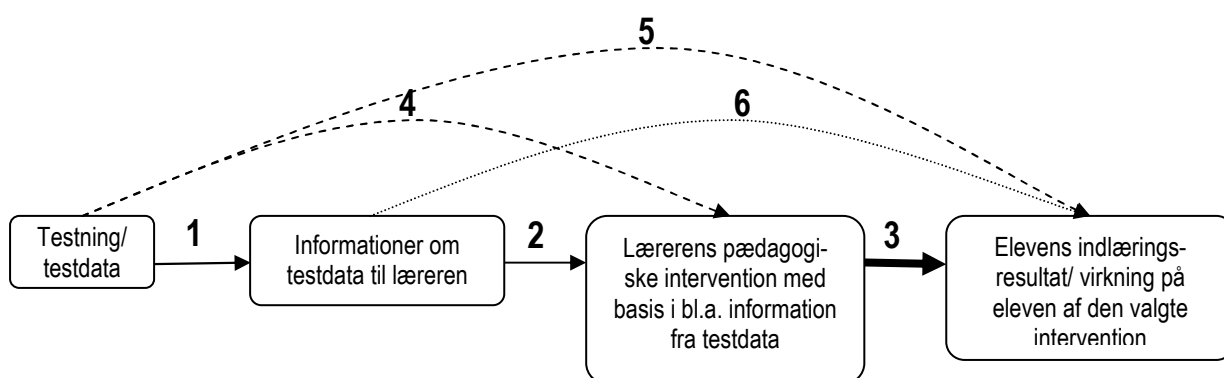 5
4
6
1
2
3
Testning/
testdata
Informationer om
testdata til læreren
Lærerens pædagogi-
ske intervention med
basis i bl.a. information
fra testdata
Elevens indlærings-
resultat/ virkning på
eleven af den valgte
intervention